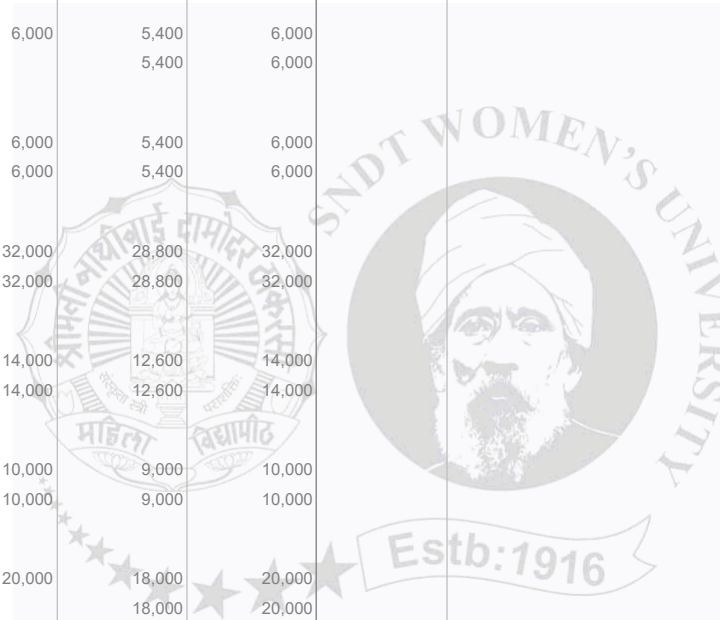 6,000 5,400 6,000
5,400 6,000
6,000 5,400 6,000
6,000 5,400 6,000
SNDT WOMEN'S UNIVERSITY
श्रीमती नाथीबाई दामोदर ठाकरसी
32,000 28,800 32,000
32,000 28,800 32,000
14,000 12,600 14,000
14,000 12,600 14,000
संस्कृता स्त्री पराशक्तिः
महिला विद्यापीठ
10,000 9,000 10,000
10,000 9,000 10,000
Estb:1916
20,000 18,000 20,000
18,000 20,000